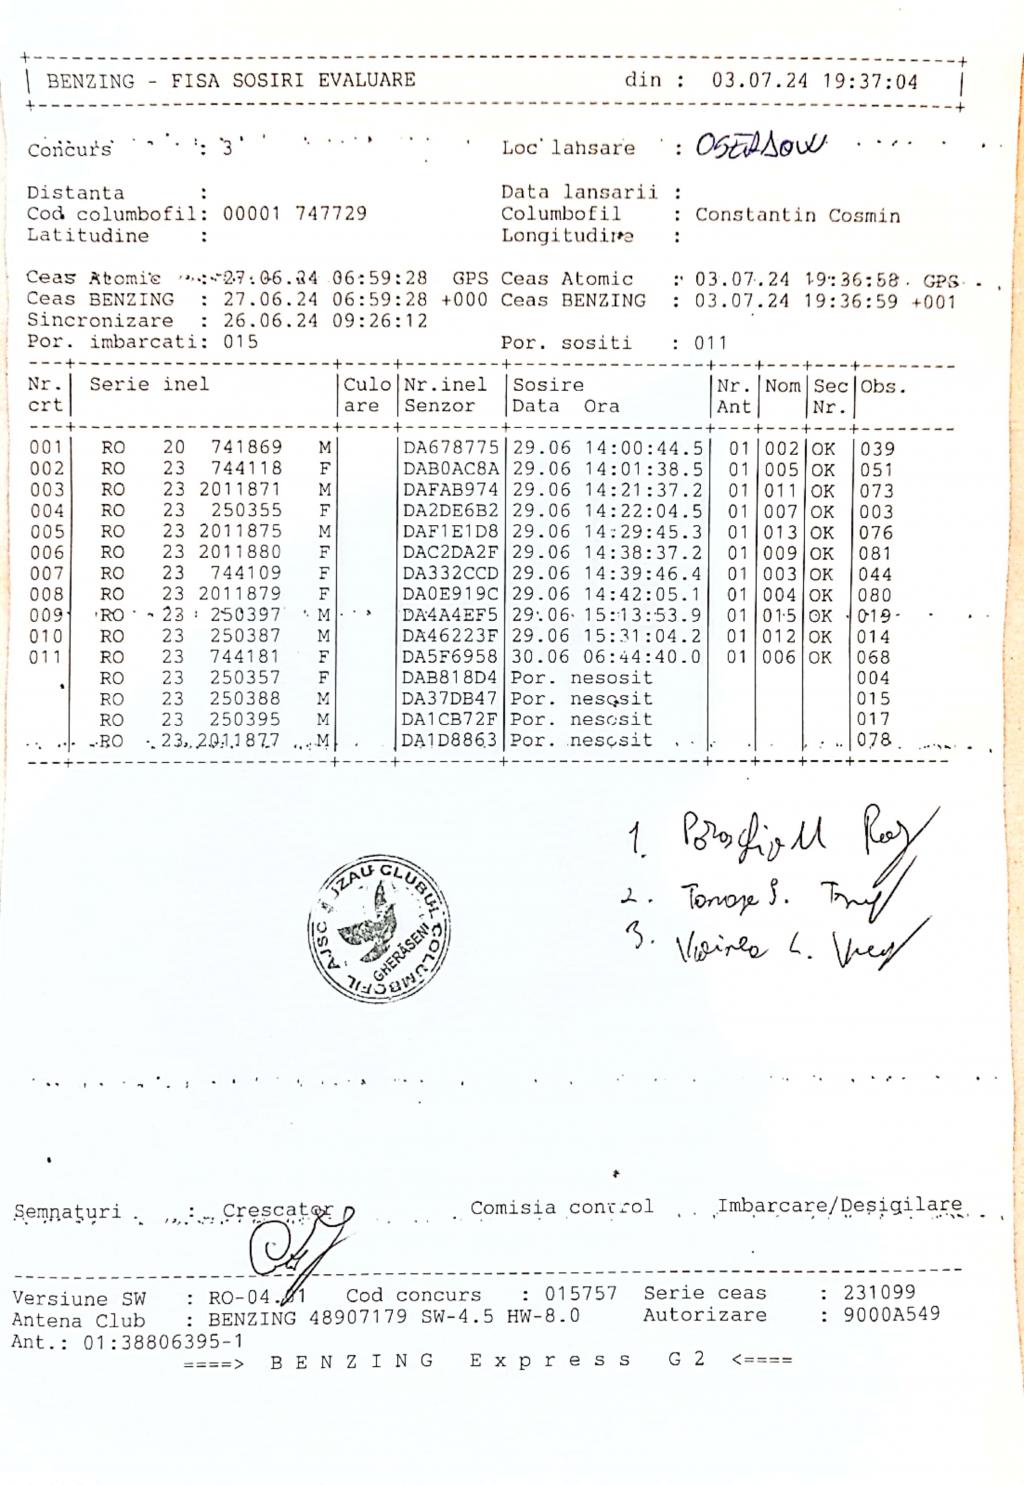 BENZING - FISA SOSIRI EVALUARE din : 03.07.24 19:37:04
Concurs : 3 Loc lansare : OSERDOW
Distanta : Data lansarii :
Cod columbofil: 00001 747729 Columbofil : Constantin Cosmin
Latitudine : Longitudine :
Ceas Atomic : 27.06.24 06:59:28 GPS Ceas Atomic : 03.07.24 19:36:58 GPS
Ceas BENZING : 27.06.24 06:59:28 +000 Ceas BENZING : 03.07.24 19:36:59 +001
Sincronizare : 26.06.24 09:26:12
Por. imbarcati: 015 Por. sositi : 011
Nr. Serie inel Culo Nr.inel Sosire Nr. Nom Sec Obs.
crt are Senzor Data Ora Ant Nr.
001 RO 20 741869 M DA678775 29.06 14:00:44.5 01 002 OK 039
002 RO 23 744118 F DAB0AC8A 29.06 14:01:38.5 01 005 OK 051
003 RO 23 2011871 M DAFAB974 29.06 14:21:37.2 01 011 OK 073
004 RO 23 250355 F DA2DE6B2 29.06 14:22:04.5 01 007 OK 003
005 RO 23 2011875 M DAF1E1D8 29.06 14:29:45.3 01 013 OK 076
006 RO 23 2011880 F DAC2DA2F 29.06 14:38:37.2 01 009 OK 081
007 RO 23 744109 F DA332CCD 29.06 14:39:46.4 01 003 OK 044
008 RO 23 2011879 F DA0E919C 29.06 14:42:05.1 01 004 OK 080
009 RO 23 250397 M DA4A4EF5 29.06 15:13:53.9 01 015 OK 019
010 RO 23 250387 M DA46223F 29.06 15:31:04.2 01 012 OK 014
011 RO 23 744181 F DA5F6958 30.06 06:44:40.0 01 006 OK 068
RO 23 250357 F DAB818D4 Por. nesosit 004
RO 23 250388 M DA37DB47 Por. nesosit 015
RO 23 250395 M DA1CB72F Por. nesosit 017
RO 23 2011877 M DA1D8863 Por. nesosit 078
1.
2.
3.
AJSC BUZAU CLUBUL COLUMBOFIL
GHERĂSENI
Semnaturi : Crescator Comisia control Imbarcare/Desigilare
Versiune SW : RO-04. 1 Cod concurs : 015757 Serie ceas : 231099
Antena Club : BENZING 48907179 SW-4.5 HW-8.0 Autorizare : 9000A549
Ant.: 01:38806395-1
====> B E N Z I N G E x p r e s s G 2 <====